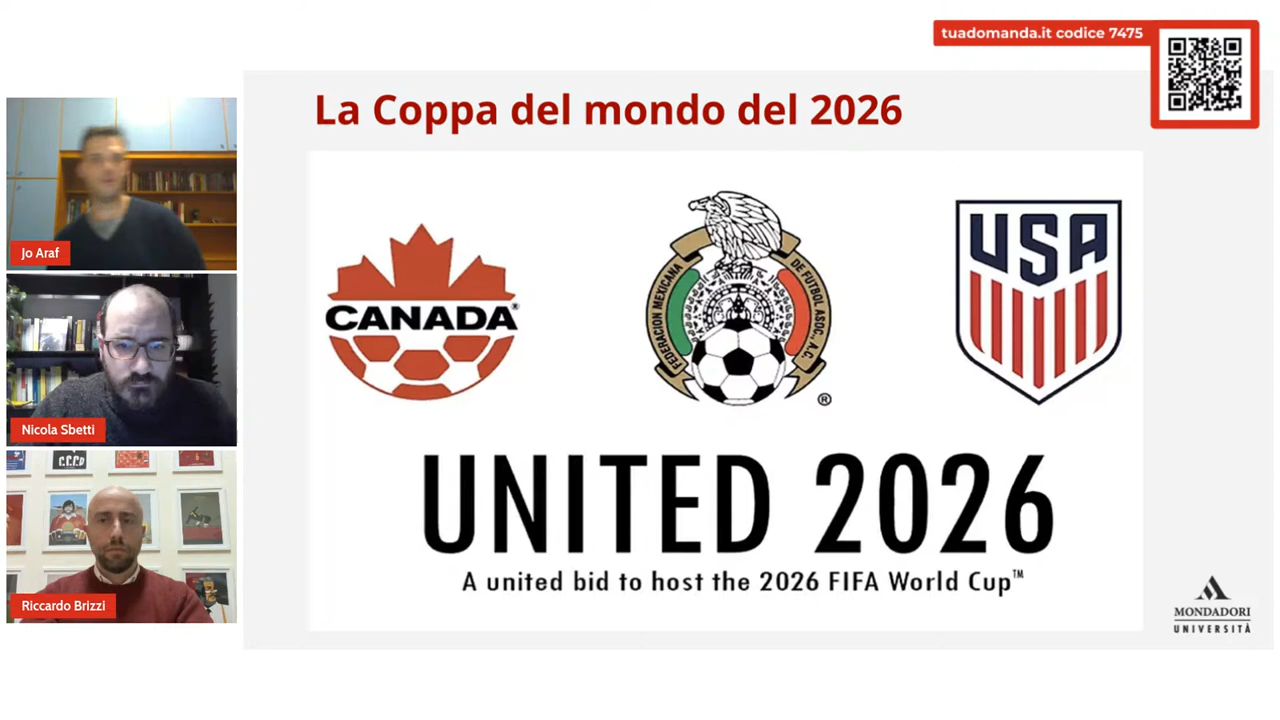 tuadomanda.it codice 7475
La Coppa del mondo del 2026
Jo Araf
Nicola Sbetti
Riccardo Brizzi
CCCP
CANADA®
FEDERACION MEXICANA
DE FUTBOL ASOC. A.C.
®
USA
UNITED 2026
A united bid to host the 2026 FIFA World Cup™
MONDADORI
UNIVERSITÀ